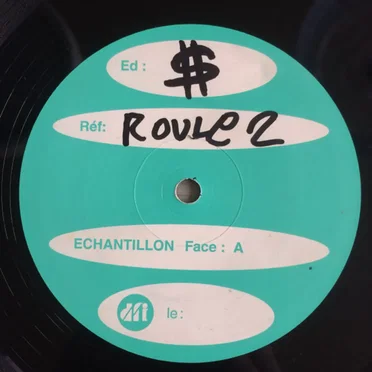 Ed : $
Réf: ROULE 2
ECHANTILLON Face : A
le :